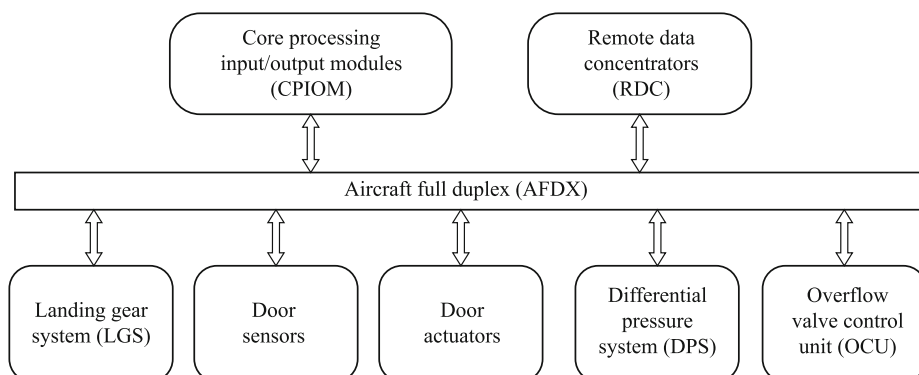 Core processing
input/output modules
(CPIOM)
Remote data
concentrators
(RDC)
Aircraft full duplex (AFDX)
Landing gear
system (LGS)
Door
sensors
Door
actuators
Differential
pressure
system (DPS)
Overflow
valve control
unit (OCU)